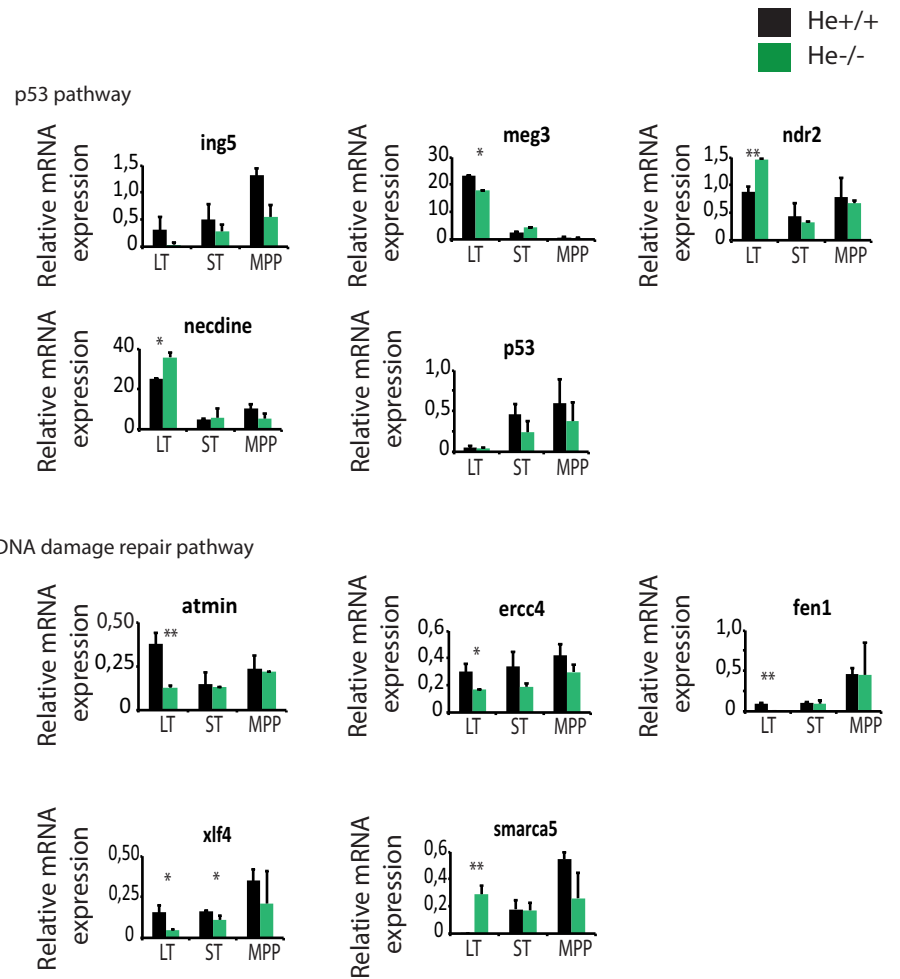 He+/+
He-/-
p53 pathway
ing5
Relative mRNA
expression
1,5
1,0
0,5
0
LT ST MPP
meg3
Relative mRNA
expression
30
20
10
0
*
LT ST MPP
ndr2
Relative mRNA
expression
1,5
1,0
0,5
0
**
LT ST MPP
necdine
Relative mRNA
expression
40
20
0
*
LT ST MPP
p53
Relative mRNA
expression
1,0
0,5
0
LT ST MPP
DNA damage repair pathway
atmin
Relative mRNA
expression
0,50
0,25
0
**
LT ST MPP
ercc4
Relative mRNA
expression
0,6
0,4
0,2
0
*
LT ST MPP
fen1
Relative mRNA
expression
1,0
0,5
0
**
LT ST MPP
xlf4
Relative mRNA
expression
0,50
0,25
0
* *
LT ST MPP
smarca5
Relative mRNA
expression
0,6
0,4
0,2
0
**
LT ST MPP